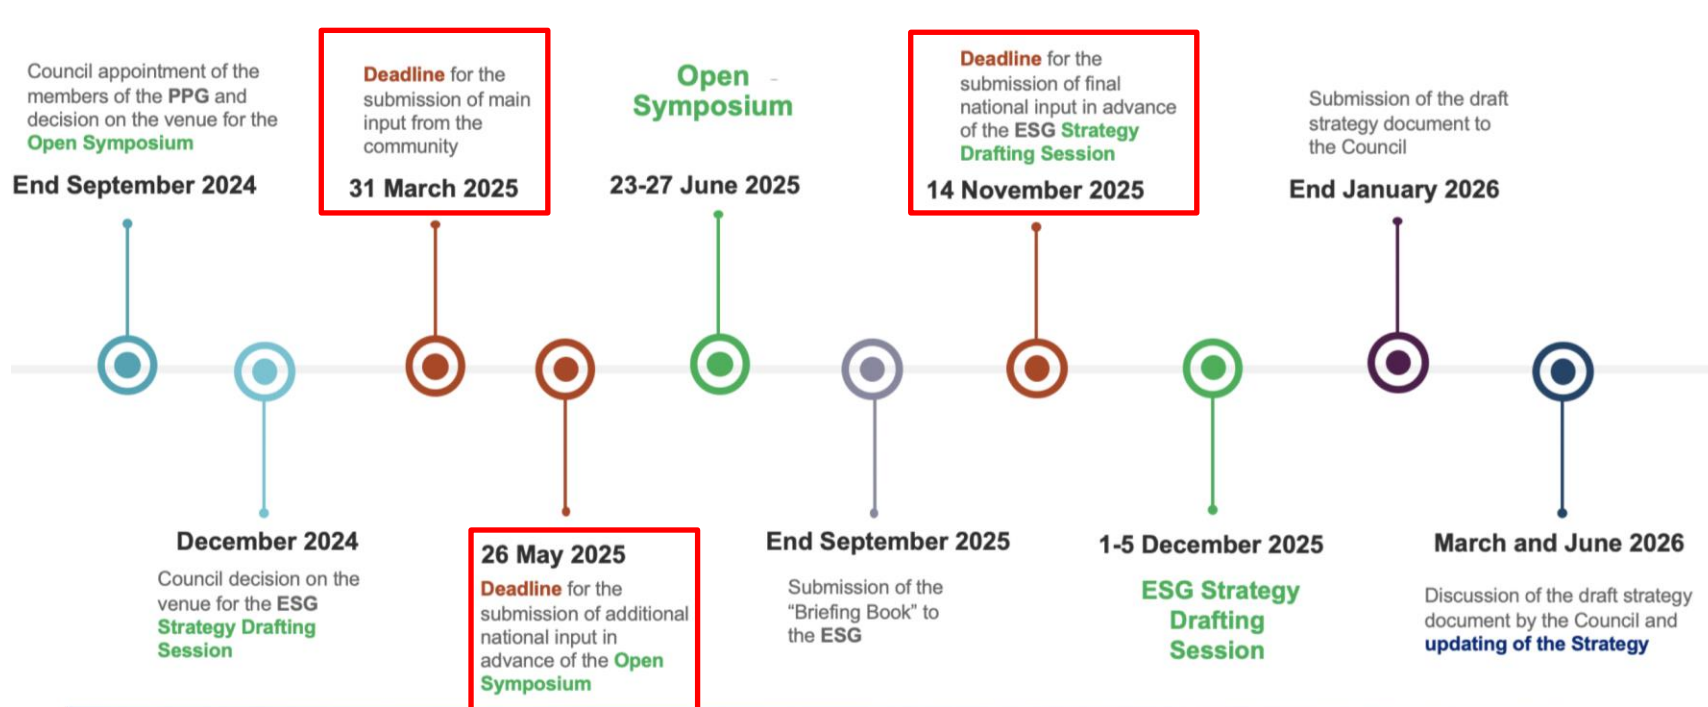 Council appointment of the
members of the PPG and
decision on the venue for the
Open Symposium
End September 2024
Deadline for the
submission of main
input from the
community
31 March 2025
Open
Symposium
23-27 June 2025
Deadline for the
submission of final
national input in advance
of the ESG Strategy
Drafting Session
14 November 2025
Submission of the draft
strategy document to
the Council
End January 2026
December 2024
Council decision on the
venue for the ESG
Strategy Drafting
Session
26 May 2025
Deadline for the
submission of additional
national input in
advance of the Open
Symposium
End September 2025
Submission of the
“Briefing Book” to
the ESG
1-5 December 2025
ESG Strategy
Drafting
Session
March and June 2026
Discussion of the draft strategy
document by the Council and
updating of the Strategy